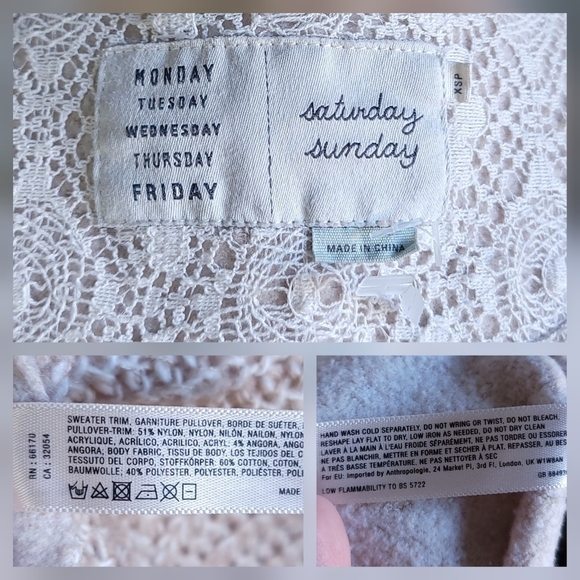 MONDAY
TUESDAY
WEDNESDAY
THURSDAY
FRIDAY
saturday
sunday
XSP
MADE IN CHINA
RN : 66170
CA : 32054
SWEATER TRIM, GARNITURE PULLOVER, BORDE DE SUÉTER,
PULLOVER-TRIM: 51% NYLON, NYLON, NILÓN, NAILON, NYLON
ACRYLIQUE, ACRÍLICO, ACRILICO, ACRYL. 4% ANGORA,
ANGORA; BODY FABRIC, TISSU DE BODY, LOS TEJIDOS DEL
TESSUTO DEL CORPO, STOFFKÖRPER: 60% COTTON, COTON,
BAUMWOLLE; 40% POLYESTER, POLYESTER, POLIÉSTER,
MADE
HAND WASH COLD SEPARATELY, DO NOT WRING OR TWIST, DO NOT BLEACH,
RESHAPE LAY FLAT TO DRY, LOW IRON AS NEEDED, DO NOT DRY CLEAN
LAVER À LA MAIN À L'EAU FROIDE SÉPARÉMENT, NE PAS TORDRE OU ESSORER
NE PAS BLANCHIR, METTRE EN FORME ET SÉCHER À PLAT, REPASSER, AU BESOIN
À TRÈS BASSE TEMPÉRATURE, NE PAS NETTOYER À SEC
For EU: Imported by Anthropologie, 24 Market Pl, 3rd Fl, London, UK W1W8AN
GB
LOW FLAMMABILITY TO BS 5722